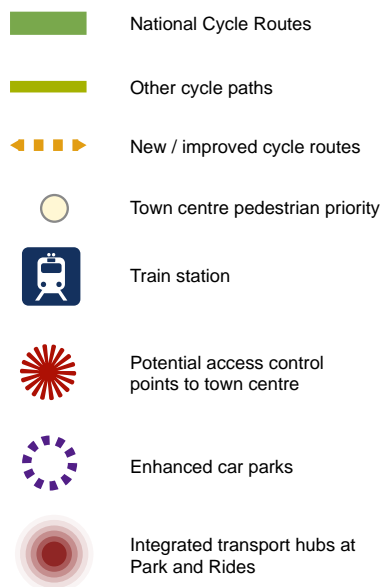 National Cycle Routes
Other cycle paths
New / improved cycle routes
Town centre pedestrian priority
Train station
Potential access control
points to town centre
Enhanced car parks
Integrated transport hubs at
Park and Rides